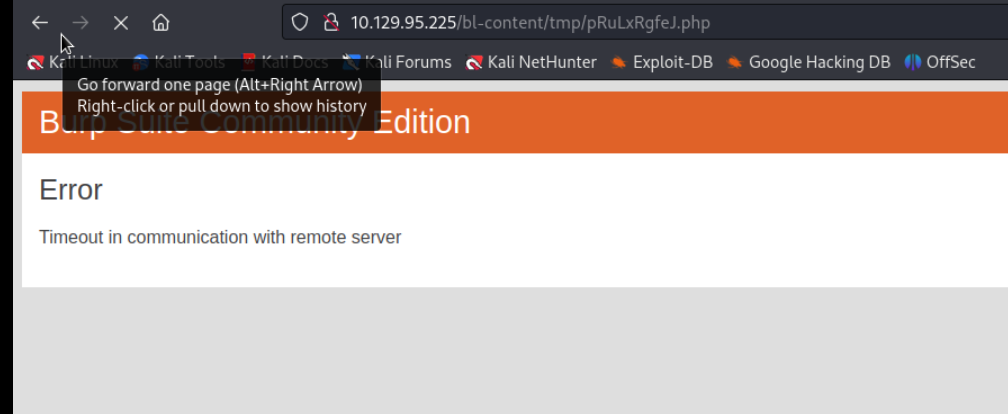 10.129.95.225/bl-content/tmp/pRuLxRgfeJ.php
Kali Linux Kali Tools Kali Docs Kali Forums Kali NetHunter Exploit-DB Google Hacking DB OffSec
Go forward one page (Alt+Right Arrow)
Right-click or pull down to show history
Burp Suite Community Edition
Error
Timeout in communication with remote server